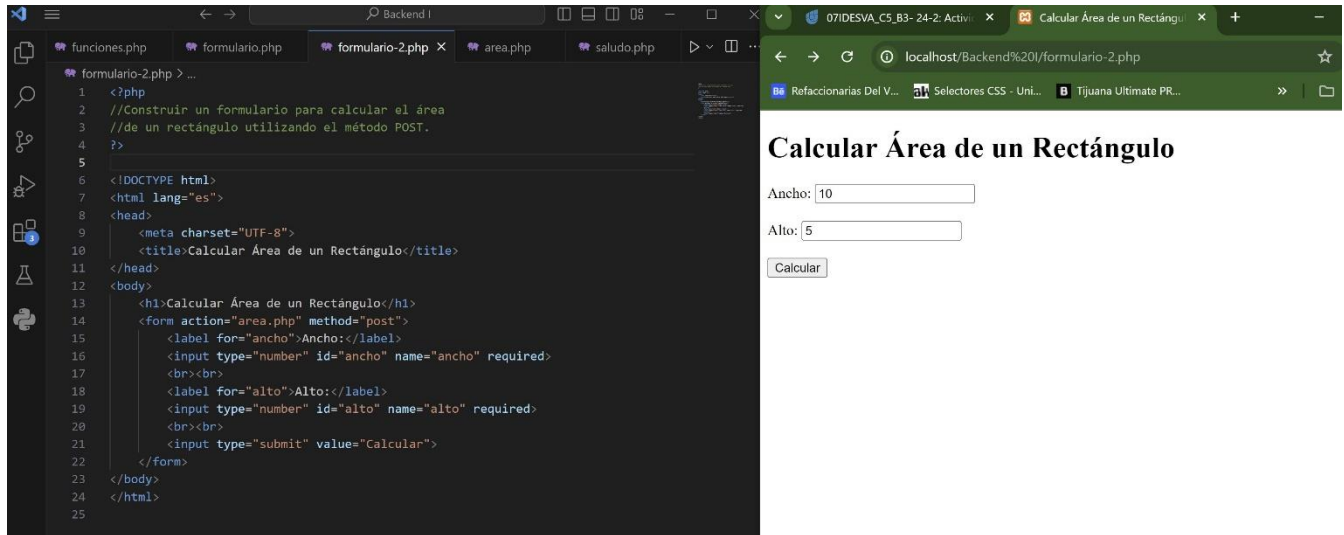 Backend I
funciones.php formulario.php formulario-2.php area.php saludo.php
formulario-2.php > ...
1 <?php
2 //Construir un formulario para calcular el área
3 //de un rectángulo utilizando el método POST.
4 ?>
5
6 <!DOCTYPE html>
7 <html lang="es">
8 <head>
9 <meta charset="UTF-8">
10 <title>Calcular Área de un Rectángulo</title>
11 </head>
12 <body>
13 <h1>Calcular Área de un Rectángulo</h1>
14 <form action="area.php" method="post">
15 <label for="ancho">Ancho:</label>
16 <input type="number" id="ancho" name="ancho" required>
17 <br><br>
18 <label for="alto">Alto:</label>
19 <input type="number" id="alto" name="alto" required>
20 <br><br>
21 <input type="submit" value="Calcular">
22 </form>
23 </body>
24 </html>
25
3
07IDESVA_C5_B3- 24-2: Activi Calcular Área de un Rectángu
localhost/Backend%20I/formulario-2.php
Bē Refaccionarias Del V... Selectores CSS - Uni... B Tijuana Ultimate PR... »
Calcular Área de un Rectángulo
Ancho: 10
Alto: 5
Calcular